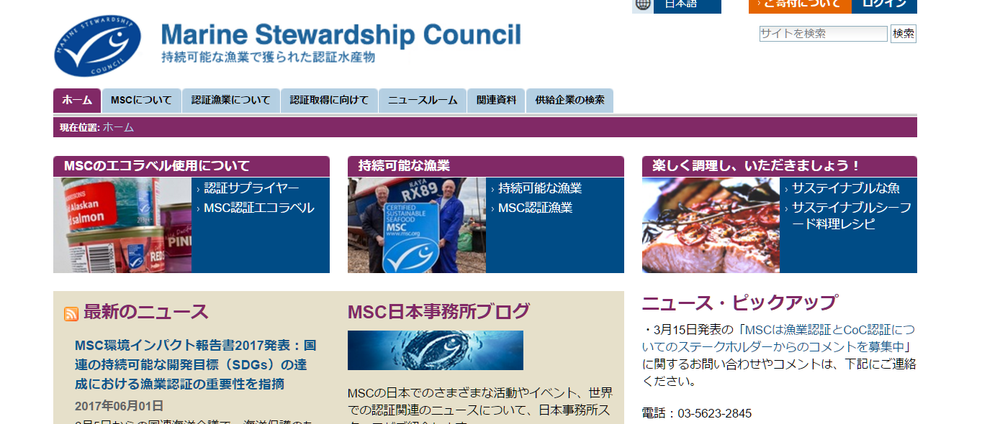 日本語
› ご寄付について
ログイン
MARINE STEWARDSHIP COUNCIL
Marine Stewardship Council
持続可能な漁業で獲られた認証水産物
サイトを検索
検索
ホーム
MSCについて
認証漁業について
認証取得に向けて
ニュースルーム
関連資料
供給企業の検索
現在位置: ホーム
MSCのエコラベル使用について
Alaskan
salmon
PIN
RED
› 認証サプライヤー
› MSC認証エコラベル
持続可能な漁業
RX89
CERTIFIED
SUSTAINABLE
SEAFOOD
MSC
www.msc.org
› 持続可能な漁業
› MSC認証漁業
楽しく調理し、いただきましょう！
› サステイナブルな魚
› サステイナブルシーフ
ード料理レシピ
最新のニュース
MSC環境インパクト報告書2017発表：国
連の持続可能な開発目標（SDGs）の達
成における漁業認証の重要性を指摘
2017年06月01日
MSC日本事務所ブログ
MSCの日本でのさまざまな活動やイベント、世界
での認証関連のニュースについて、日本事務所ス
ニュース・ピックアップ
・3月15日発表の「MSCは漁業認証とCoC認証につ
いてのステークホルダーからのコメントを募集中」
に関するお問い合わせやコメントは、下記にご連絡
ください。
電話：03-5623-2845